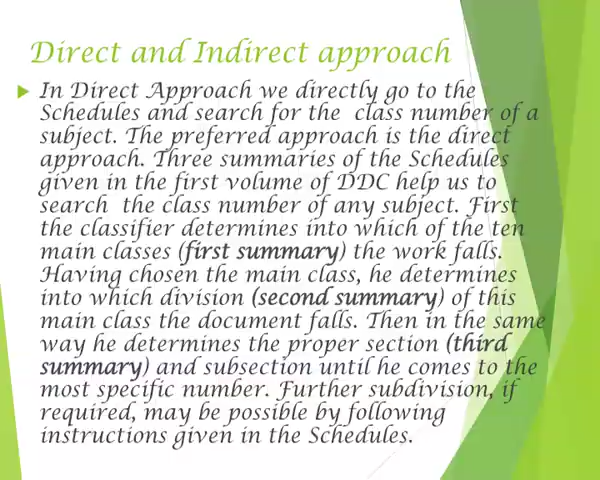 Direct and Indirect approach
In Direct Approach we directly go to the
Schedules and search for the class number of a
subject. The preferred approach is the direct
approach. Three summaries of the Schedules
given in the first volume of DDC help us to
search the class number of any subject. First
the classifier determines into which of the ten
main classes (first summary) the work falls.
Having chosen the main class, he determines
into which division (second summary) of this
main class the document falls. Then in the same
way he determines the proper section (third
summary) and subsection until he comes to the
most specific number. Further subdivision, if
required, may be possible by following
instructions given in the Schedules.